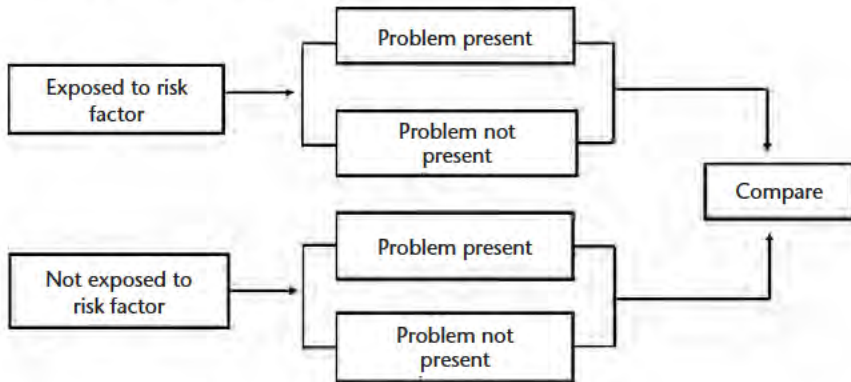 Problem present
Exposed to risk
factor
Problem not
present
Compare
Problem present
Not exposed to
risk factor
Problem not
present